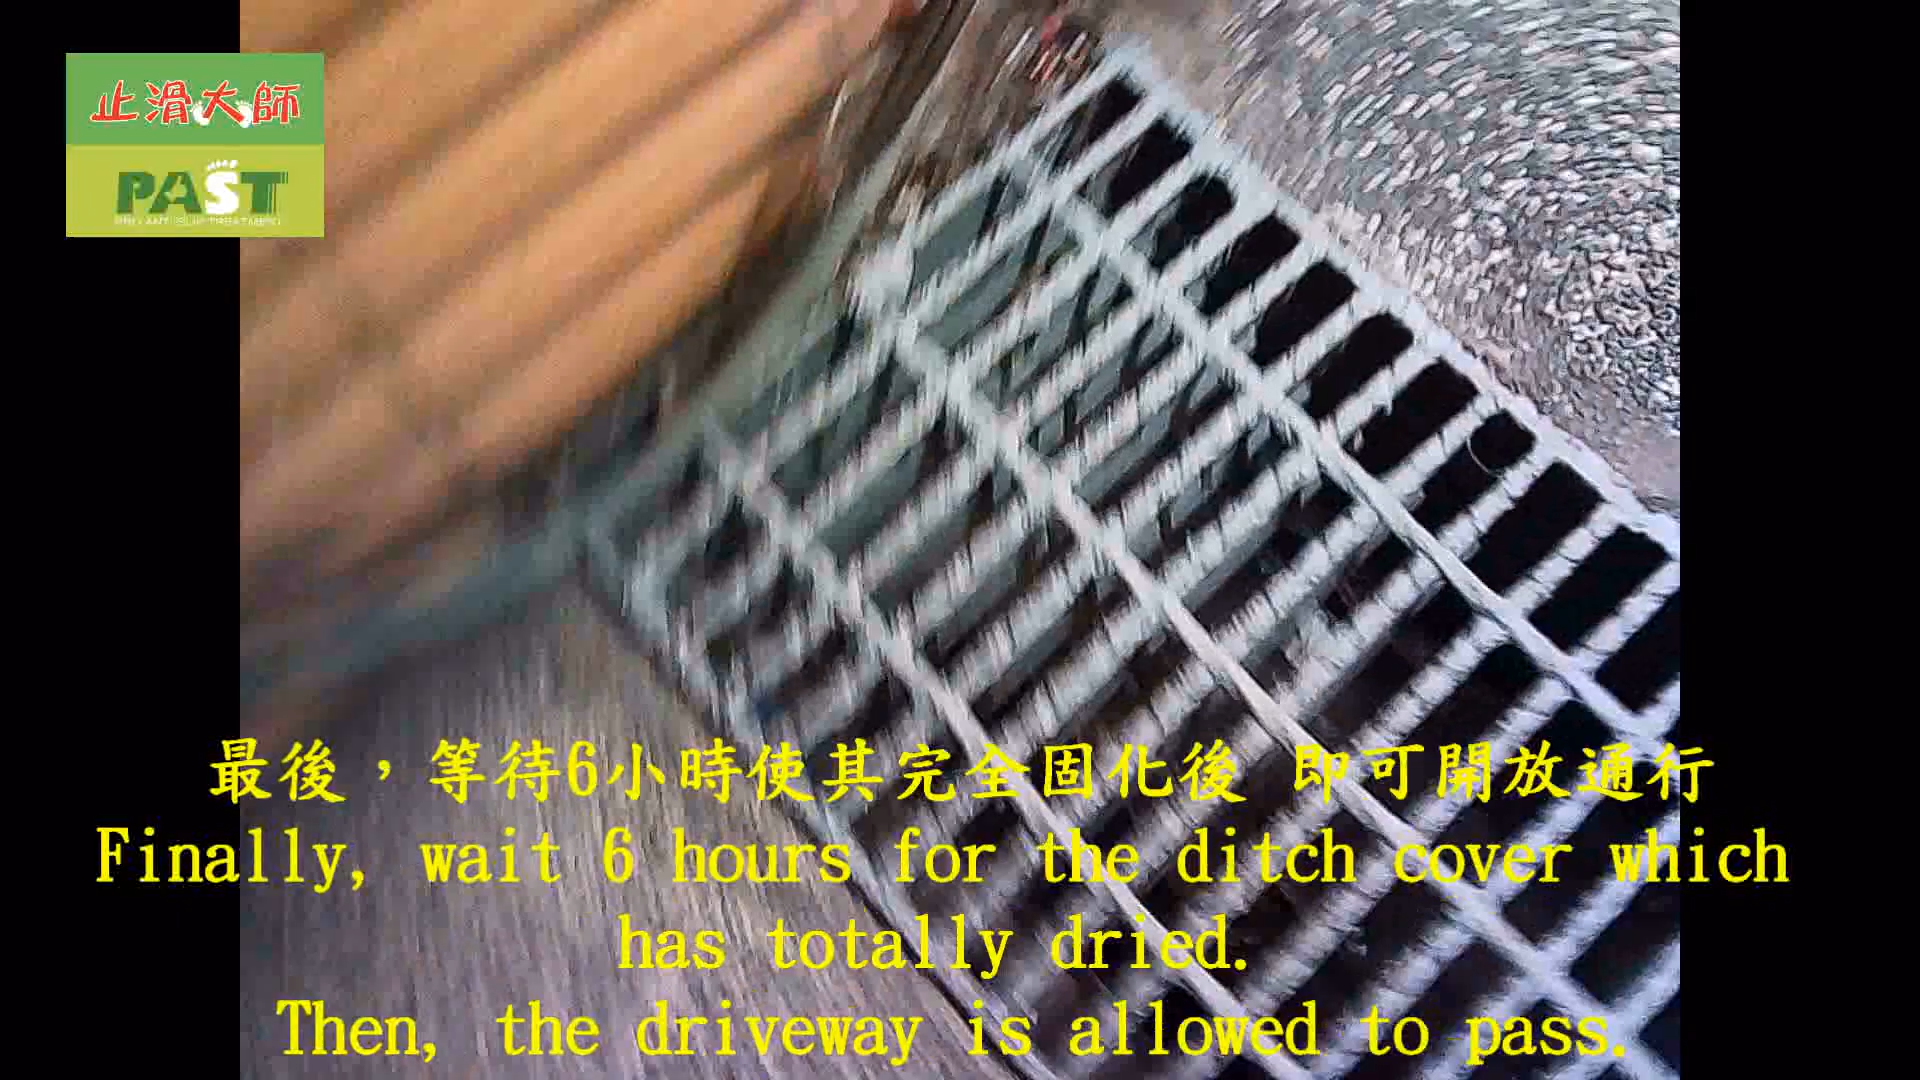 止滑大師
PAST
最後，等待6小時使其完全固化後 即可開放通行
Finally, wait 6 hours for the ditch cover which
has totally dried.
Then, the driveway is allowed to pass.